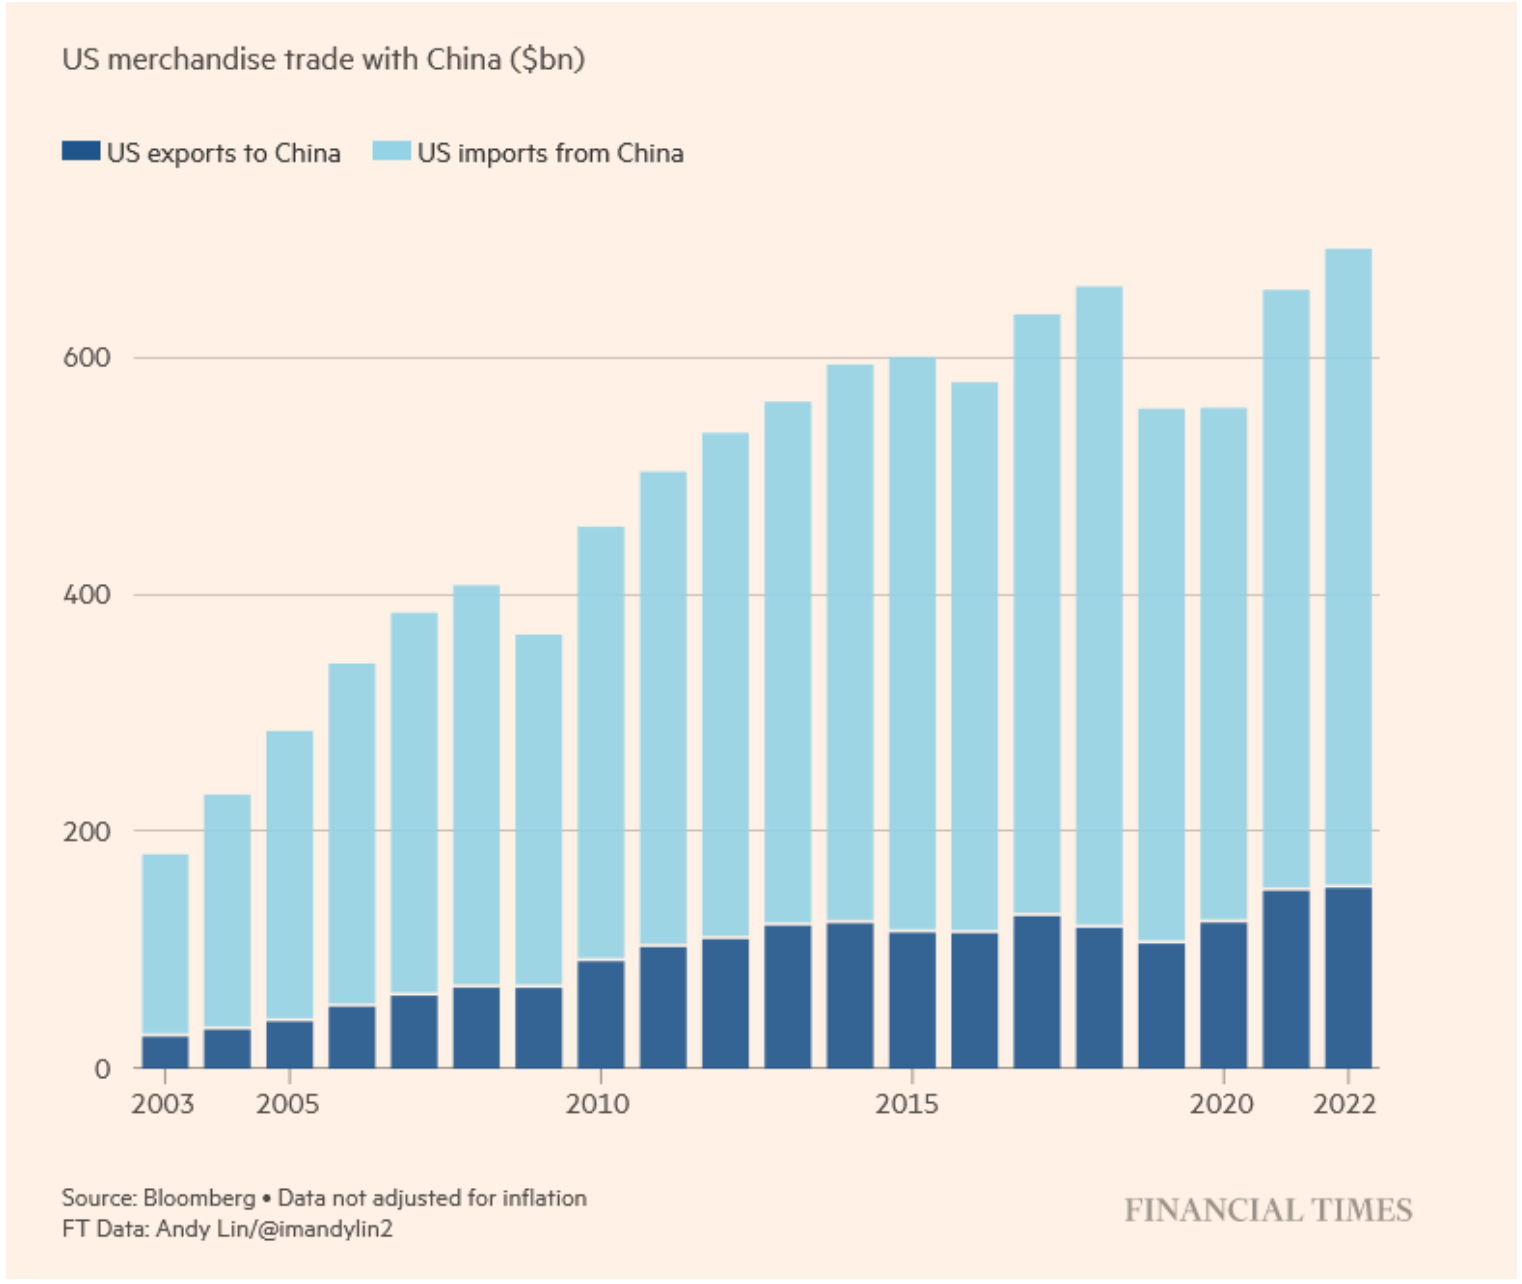 US merchandise trade with China ($bn)
US exports to China US imports from China
600
400
200
0
2003 2005 2010 2015 2020 2022
Source: Bloomberg • Data not adjusted for inflation
FT Data: Andy Lin/@imandylin2
FINANCIAL TIMES